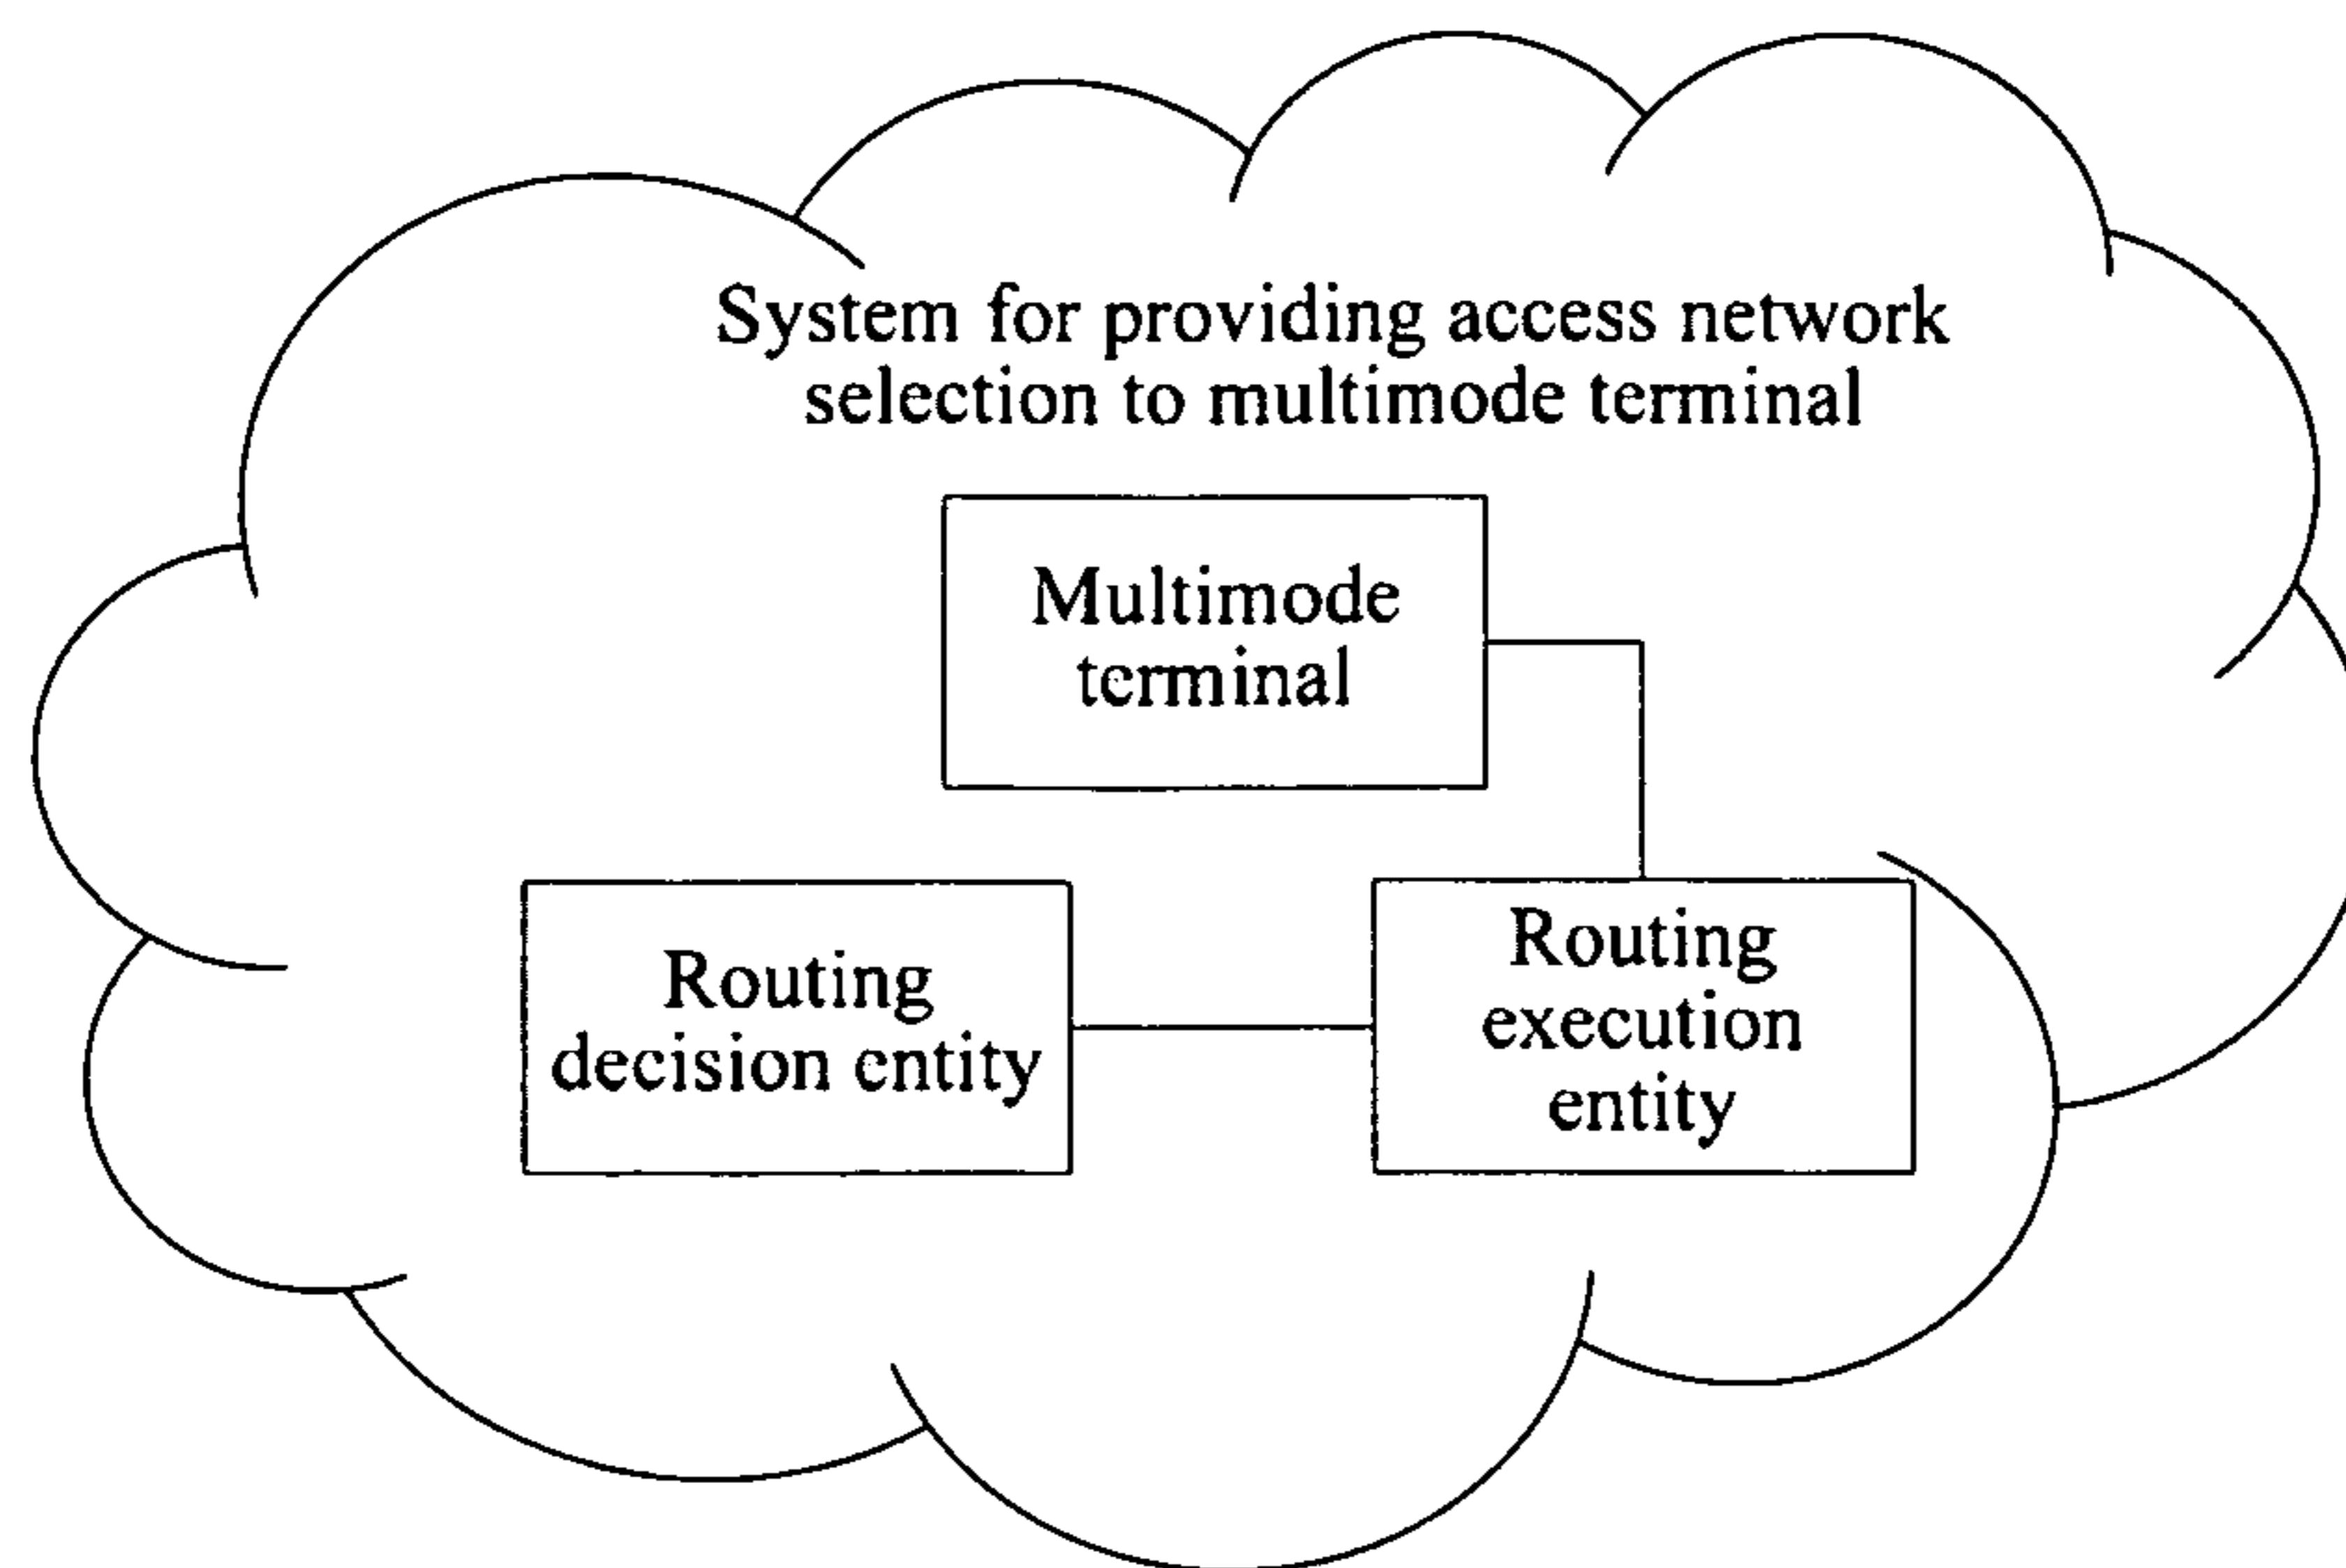 System for providing access network
selection to multimode terminal
Multimode
terminal
Routing
decision entity
Routing
execution
entity